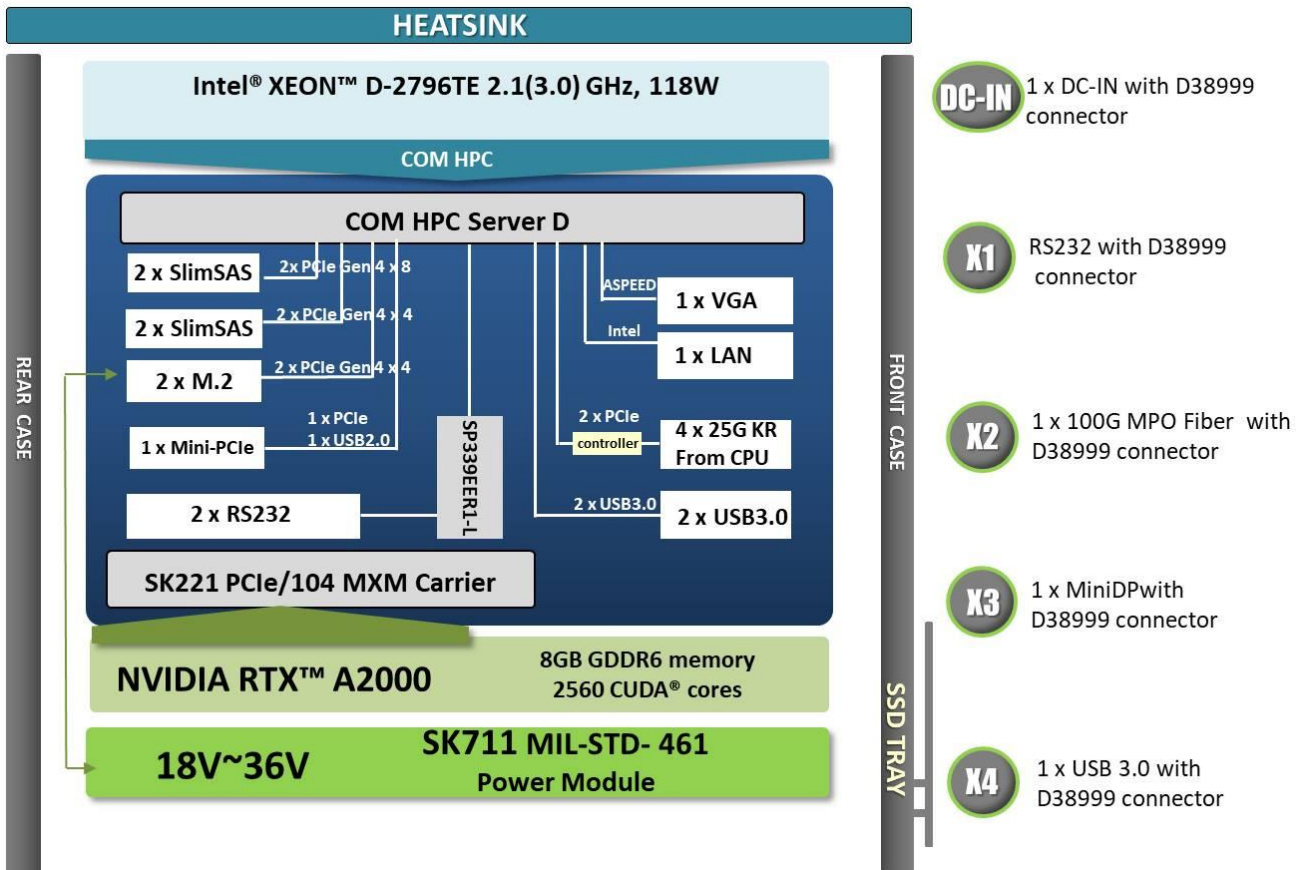 HEATSINK
REAR CASE
Intel® XEON™ D-2796TE 2.1(3.0) GHz, 118W
COM HPC
COM HPC Server D
2 x SlimSAS
2x PCIe Gen 4 x 8
2 x SlimSAS
2 x PCIe Gen 4 x 4
2 x M.2
2 x PCIe Gen 4 x 4
1 x Mini-PCIe
1 x PCIe
1 x USB2.0
2 x RS232
SP339EER1-L
ASPEED
1 x VGA
Intel
1 x LAN
2 x PCIe
controller
4 x 25G KR
From CPU
2 x USB3.0
2 x USB3.0
SK221 PCIe/104 MXM Carrier
NVIDIA RTX™ A2000
8GB GDDR6 memory
2560 CUDA® cores
18V~36V
SK711 MIL-STD- 461
Power Module
FRONT CASE
SSD TRAY
DC-IN
1 x DC-IN with D38999
connector
X1
RS232 with D38999
connector
X2
1 x 100G MPO Fiber with
D38999 connector
X3
1 x MiniDPwith
D38999 connector
X4
1 x USB 3.0 with
D38999 connector